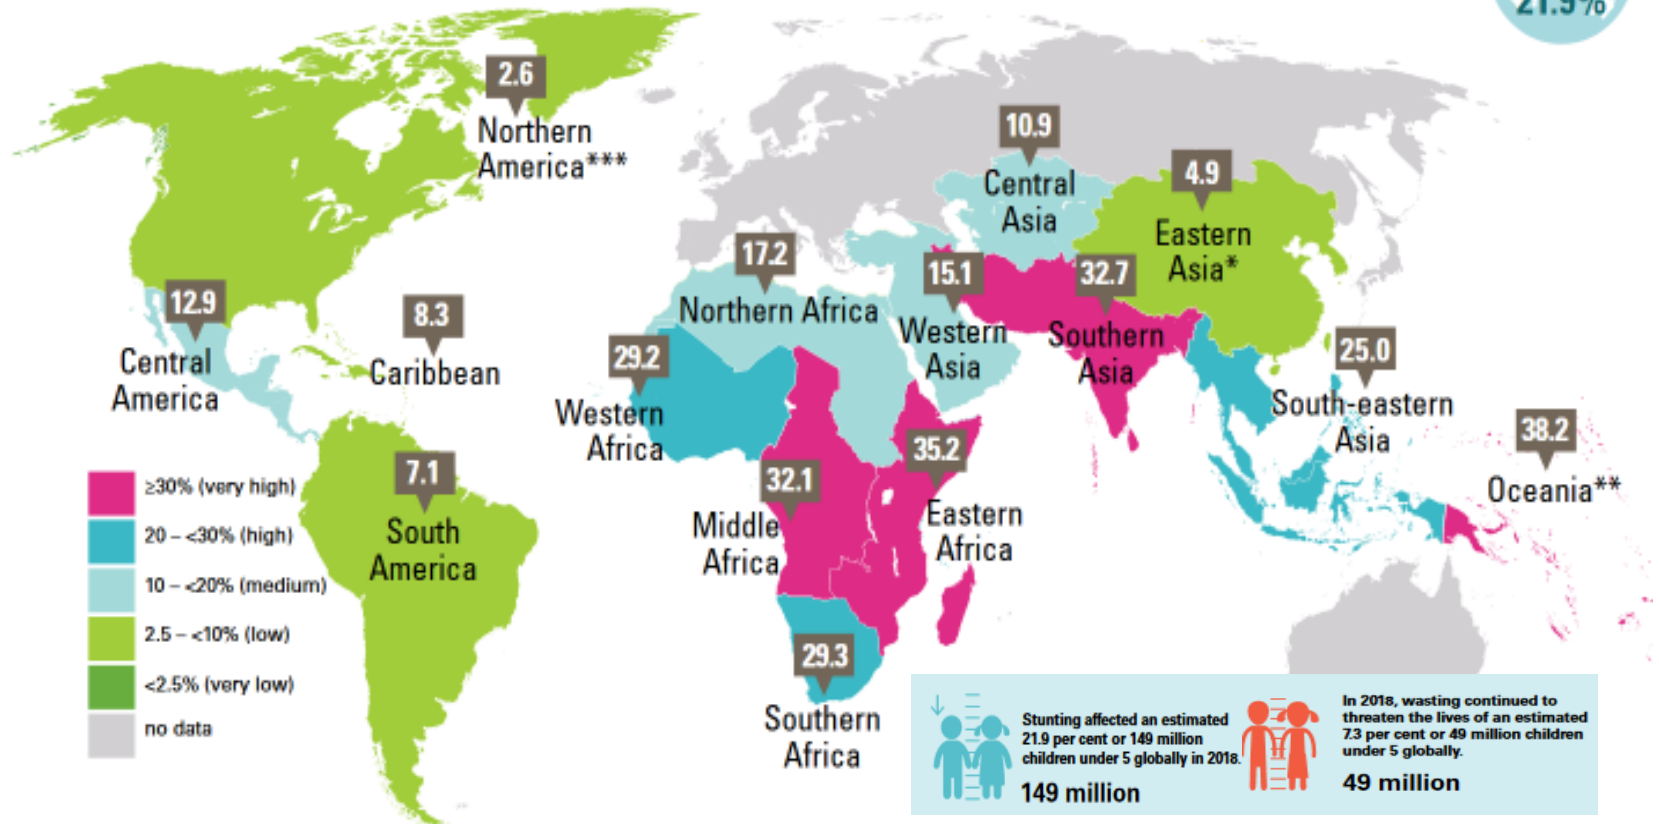 21.9%
2.6
Northern
America***
10.9
Central
Asia
4.9
Eastern
Asia*
17.2
Northern Africa
15.1
Western
Asia
32.7
Southern
Asia
12.9
Central
America
8.3
Caribbean
29.2
Western
Africa
25.0
South-eastern
Asia
38.2
Oceania**
7.1
South
America
32.1
Middle
Africa
35.2
Eastern
Africa
29.3
Southern
Africa
≥30% (very high)
20 – <30% (high)
10 – <20% (medium)
2.5 – <10% (low)
<2.5% (very low)
no data
Stunting affected an estimated
21.9 per cent or 149 million
children under 5 globally in 2018.
149 million
In 2018, wasting continued to
threaten the lives of an estimated
7.3 per cent or 49 million children
under 5 globally.
49 million